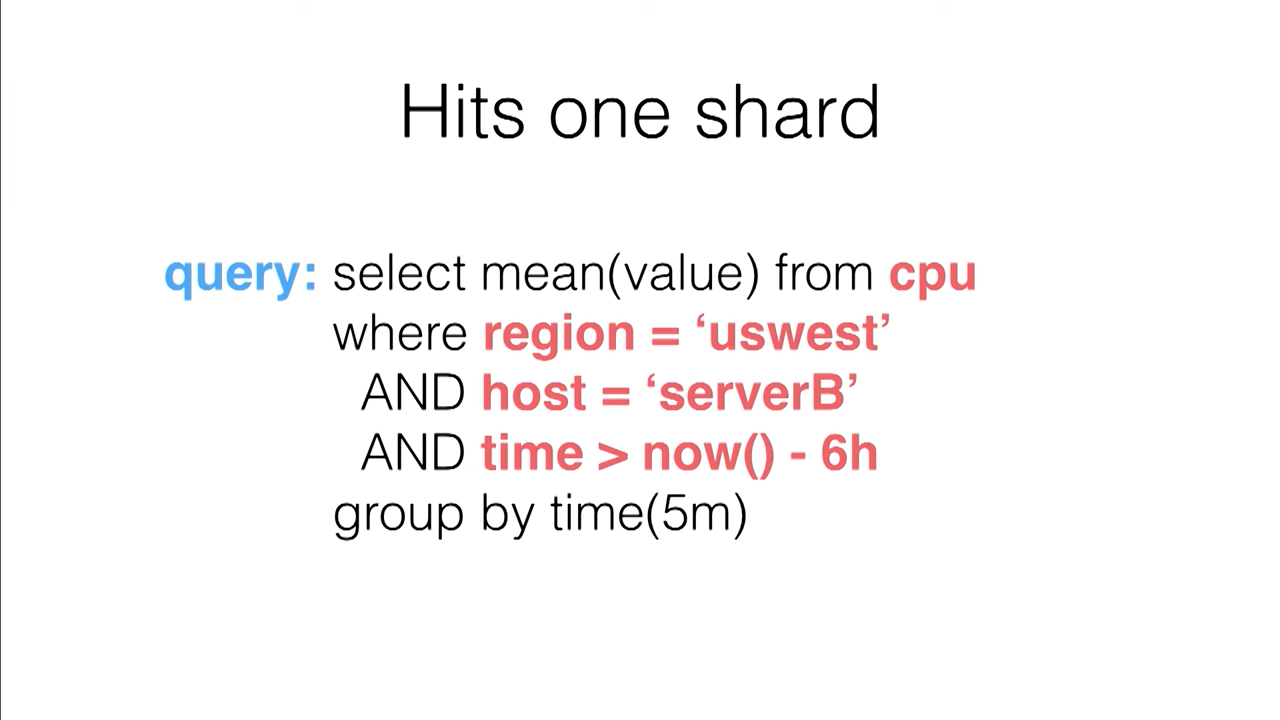 Hits one shard
query: select mean(value) from cpu
where region = ‘uswest’
AND host = ‘serverB’
AND time > now() - 6h
group by time(5m)